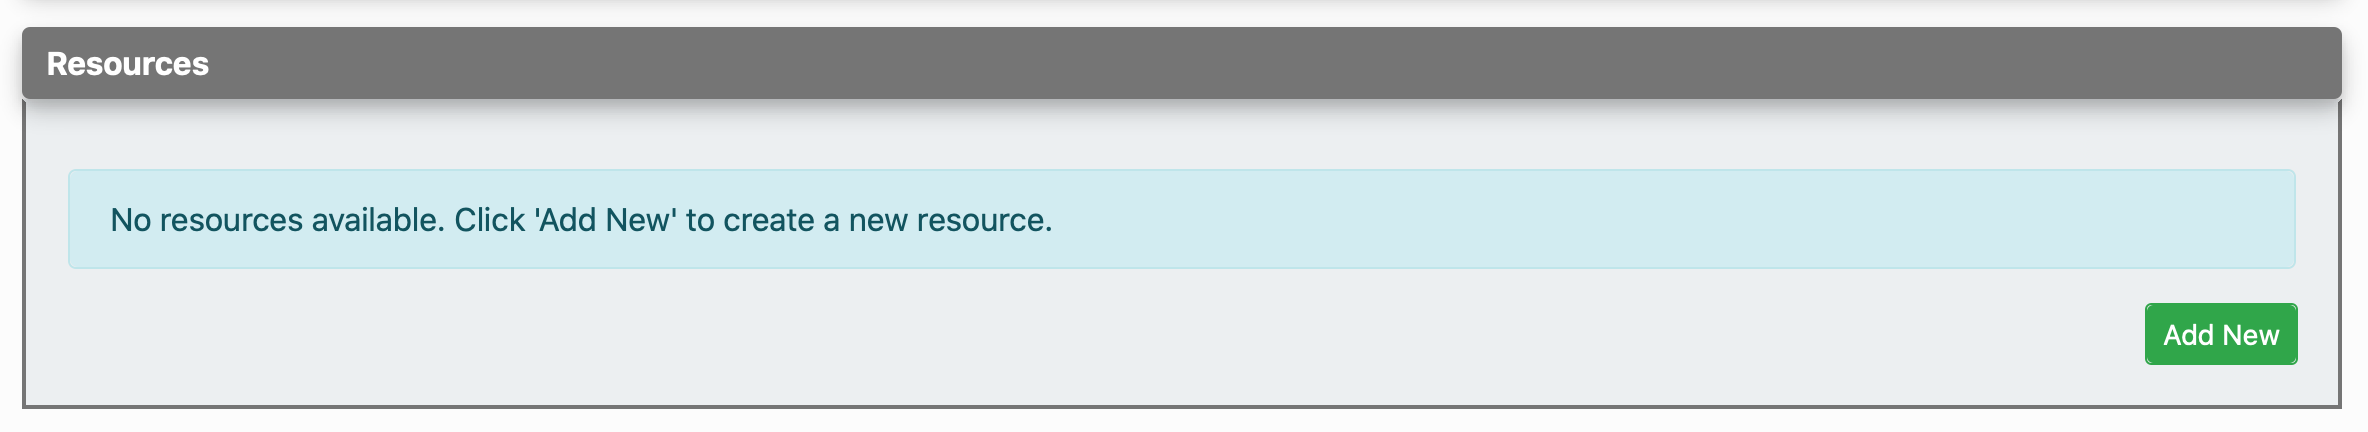 Resources
No resources available. Click 'Add New' to create a new resource.
Add New